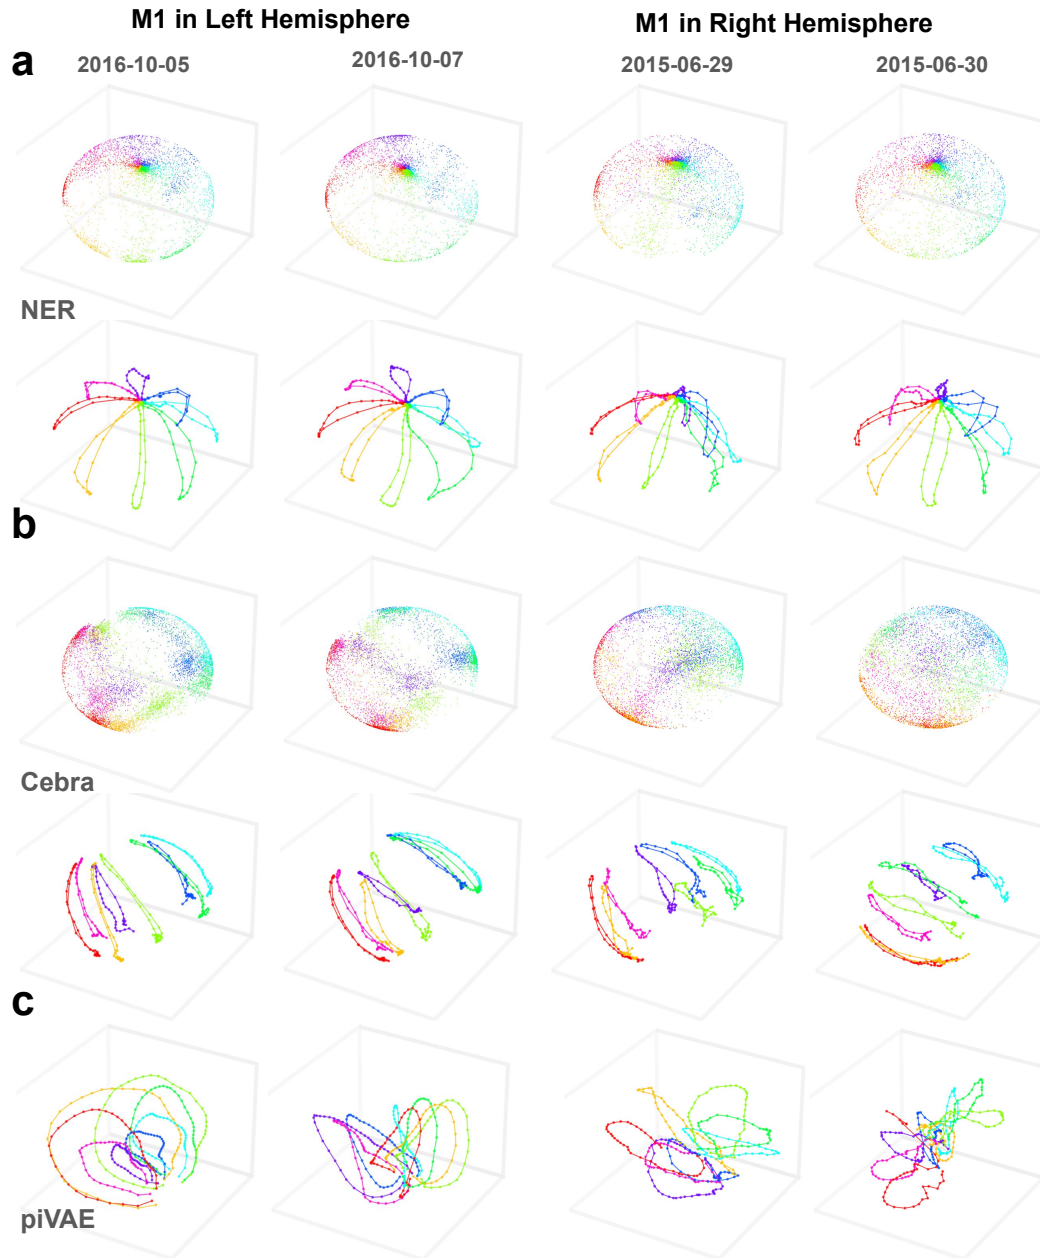 M1 in Left Hemisphere
M1 in Right Hemisphere
a
2016-10-05
2016-10-07
2015-06-29
2015-06-30
NER
b
Cebra
c
piVAE